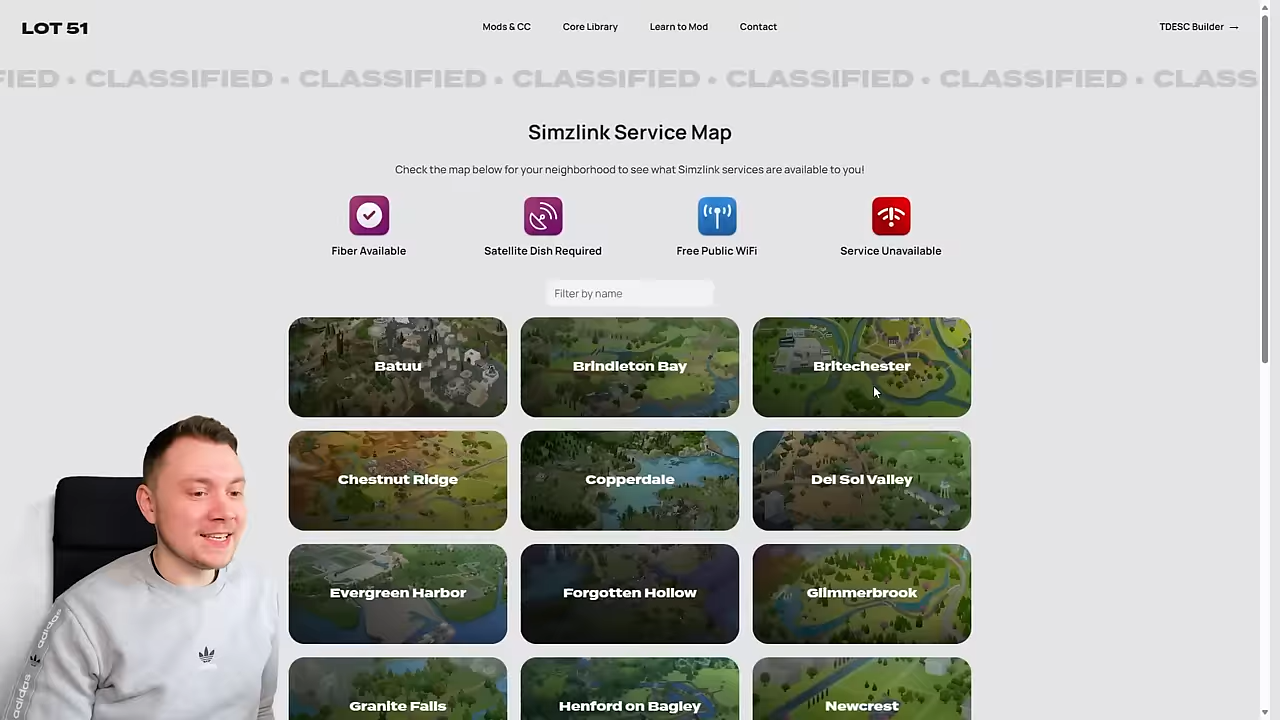 LOT 51
Mods & CC
Core Library
Learn to Mod
Contact
TDESC Builder →
FIED • CLASSIFIED • CLASSIFIED • CLASSIFIED • CLASSIFIED • CLASSIFIED • CLASS
Simzlink Service Map
Check the map below for your neighborhood to see what Simzlink services are available to you!
Fiber Available
Satellite Dish Required
Free Public WiFi
Service Unavailable
Filter by name
Batuu
Brindleton Bay
Britechester
Chestnut Ridge
Copperdale
Del Sol Valley
Evergreen Harbor
Forgotten Hollow
Glimmerbrook
Granite Falls
Henford on Bagley
Newcrest
adidas
adidas